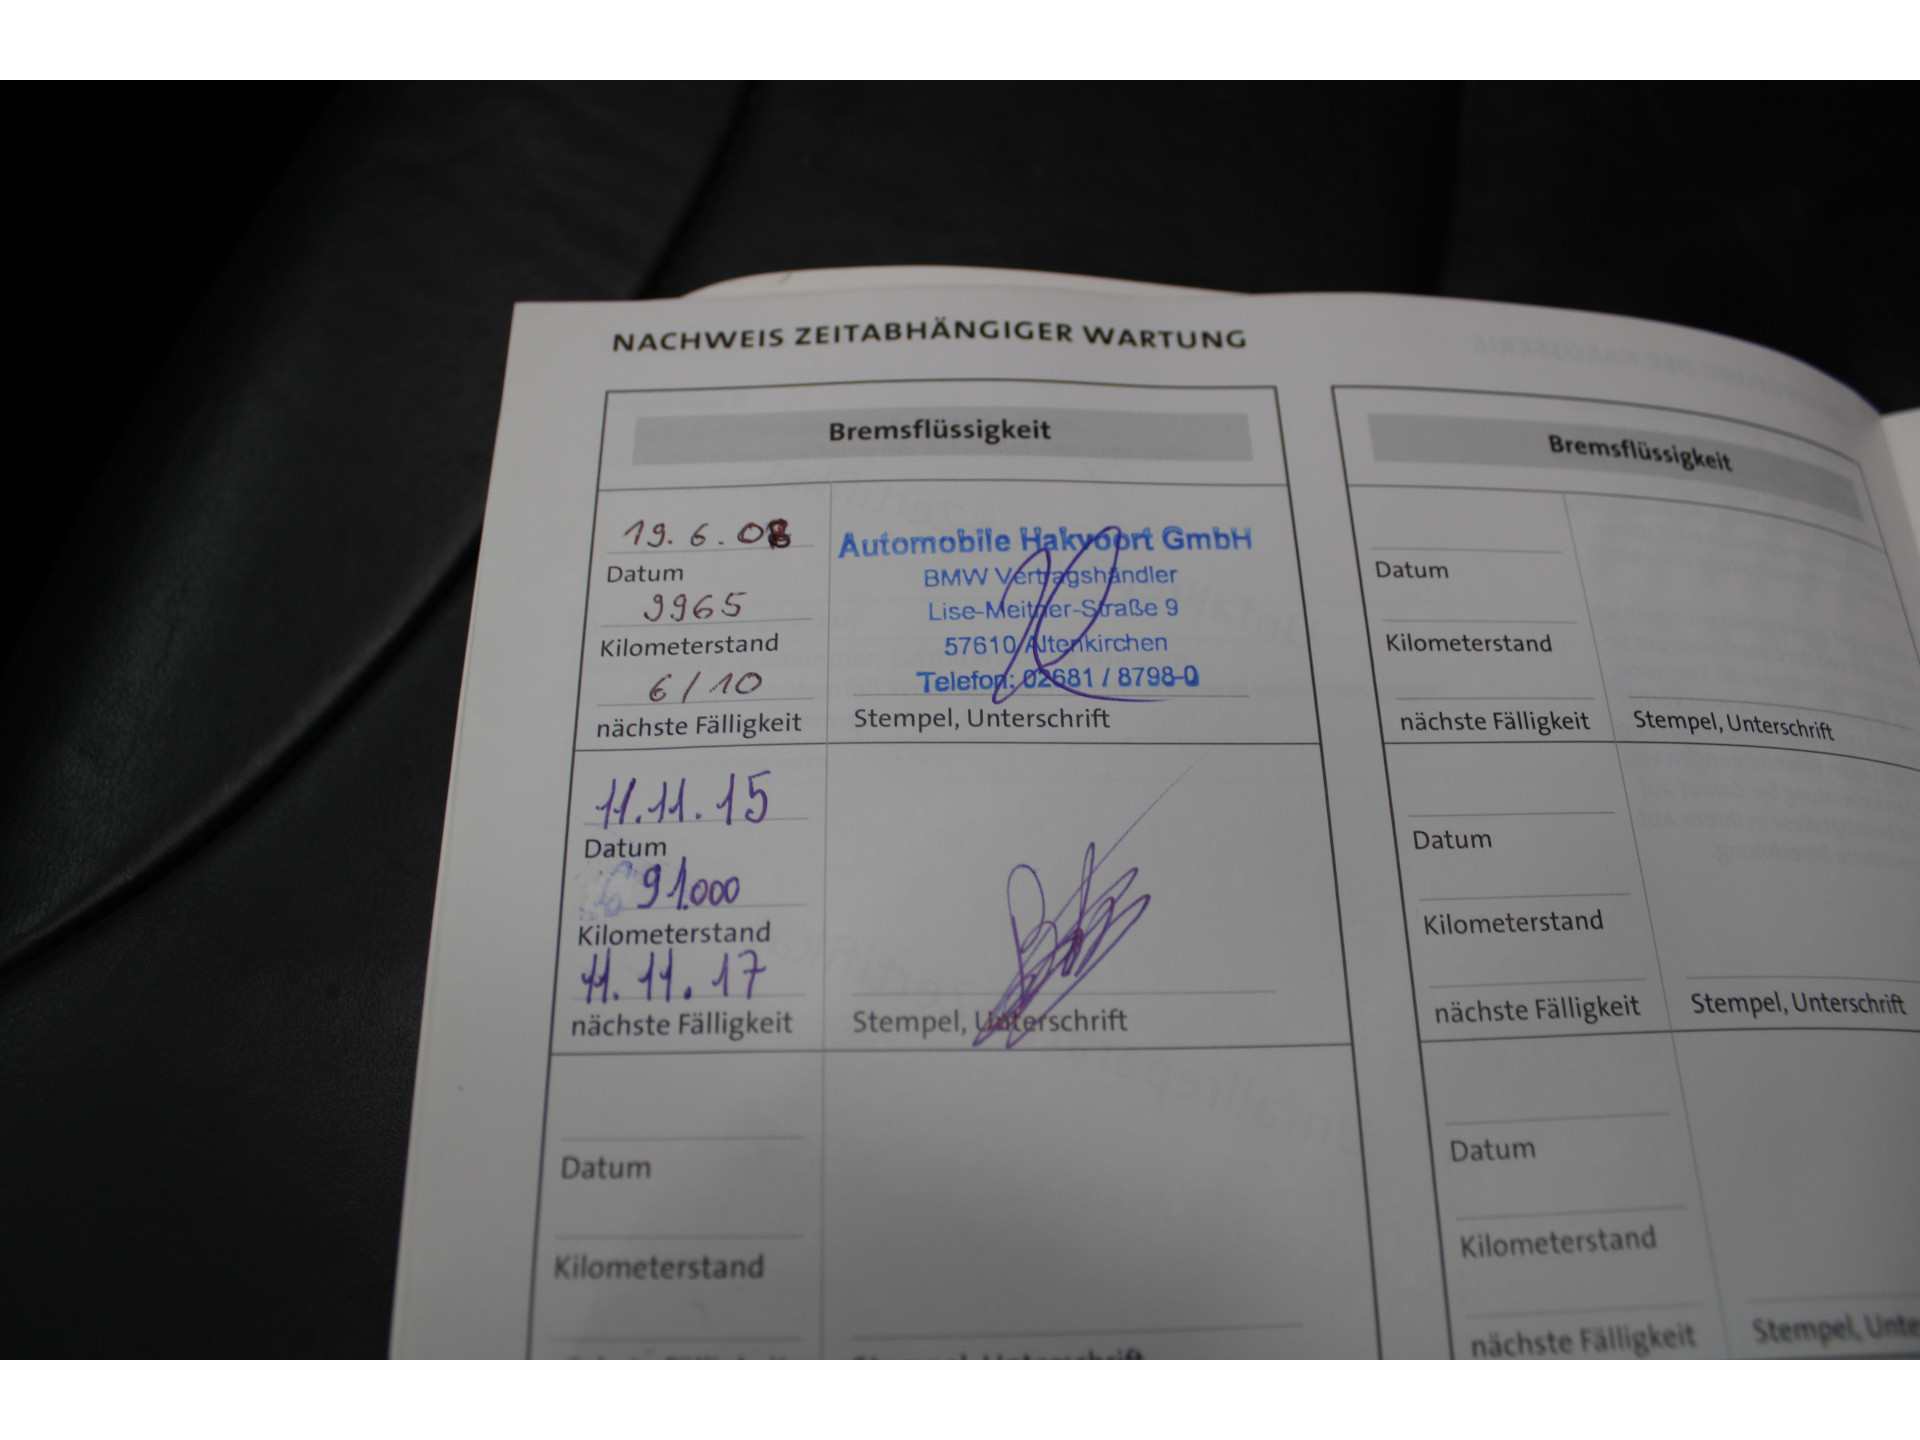 NACHWEIS ZEITABHÄNGIGER WARTUNG
Bremsflüssigkeit
19.6.08
Datum
9965
Kilometerstand
6/10
nächste Fälligkeit
Automobile Hakvoort GmbH
BMW Vertragshändler
Lise-Meitner-Straße 9
57610 Altenkirchen
Telefon: 02681 / 8798-0
Stempel, Unterschrift
11.11.15
Datum
91.000
Kilometerstand
11.11.17
nächste Fälligkeit
Stempel, Unterschrift
Datum
Kilometerstand
Bremsflüssigkeit
Datum
Kilometerstand
nächste Fälligkeit
Stempel, Unterschrift
Datum
Kilometerstand
nächste Fälligkeit
Stempel, Unterschrift
Datum
Kilometerstand
nächste Fälligkeit
Stempel, Unte